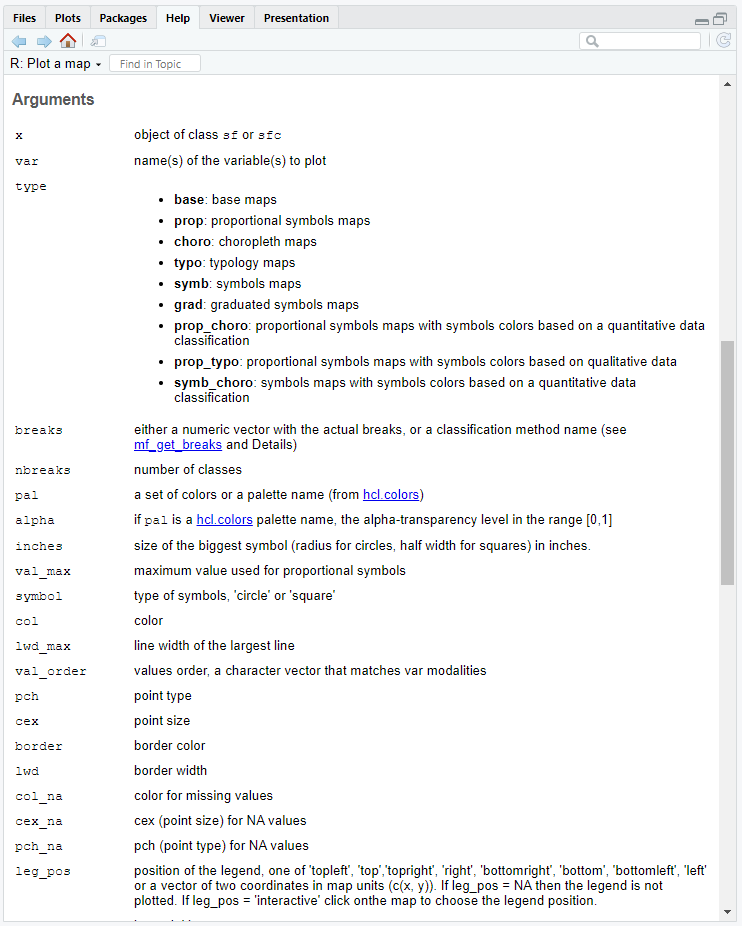 Files Plots Packages Help Viewer Presentation
R: Plot a map Find in Topic
Arguments
x object of class sf or sfc
var name(s) of the variable(s) to plot
type
• base: base maps
• prop: proportional symbols maps
• choro: choropleth maps
• typo: typology maps
• symb: symbols maps
• grad: graduated symbols maps
• prop_choro: proportional symbols maps with symbols colors based on a quantitative data
classification
• prop_typo: proportional symbols maps with symbols colors based on qualitative data
• symb_choro: symbols maps with symbols colors based on a quantitative data
classification
breaks either a numeric vector with the actual breaks, or a classification method name (see
mf_get_breaks and Details)
nbreaks number of classes
pal a set of colors or a palette name (from hcl.colors)
alpha if pal is a hcl.colors palette name, the alpha-transparency level in the range [0,1]
inches size of the biggest symbol (radius for circles, half width for squares) in inches.
val_max maximum value used for proportional symbols
symbol type of symbols, 'circle' or 'square'
col color
lwd_max line width of the largest line
val_order values order, a character vector that matches var modalities
pch point type
cex point size
border border color
lwd border width
col_na color for missing values
cex_na cex (point size) for NA values
pch_na pch (point type) for NA values
leg_pos position of the legend, one of 'topleft', 'top','topright', 'right', 'bottomright', 'bottom', 'bottomleft', 'left'
or a vector of two coordinates in map units (c(x, y)). If leg_pos = NA then the legend is not
plotted. If leg_pos = 'interactive' click onthe map to choose the legend position.